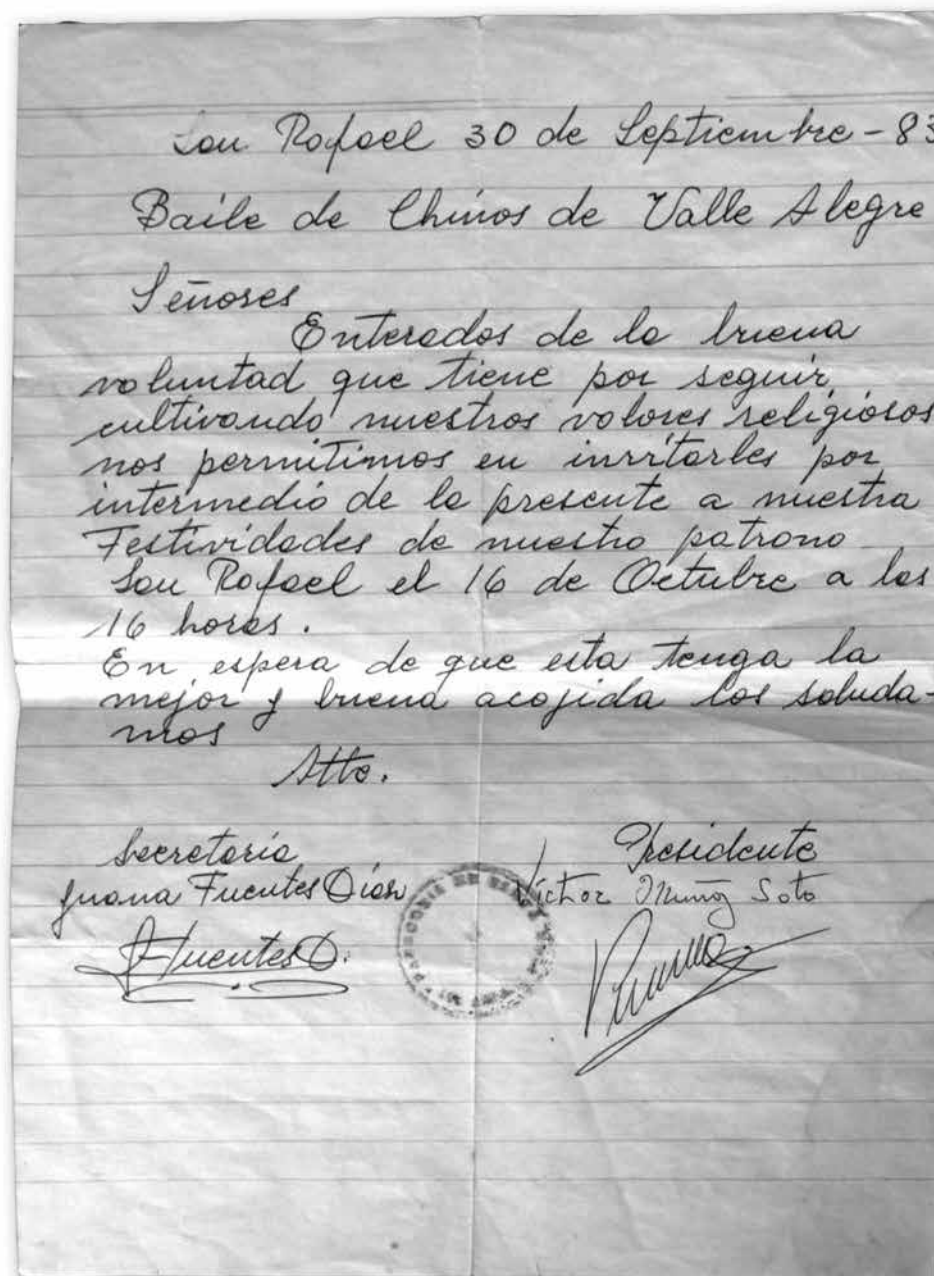 San Rafael 30 de Septiembre - 83
Baile de Chinos de Valle Alegre
Señores
Enterados de la buena
voluntad que tiene por seguir
cultivando nuestros valores religiosos
nos permitimos en invitarles por
intermedio de la presente a nuestra
Festividades de nuestro patrono
San Rafael el 16 de Octubre a las
16 horas.
En espera de que esta tenga la
mejor y buena acojida los saluda-
mos
Atte.
Secretaria Presidente
Juana Fuentes Díaz Víctor Muñoz Soto
Fuentes D.